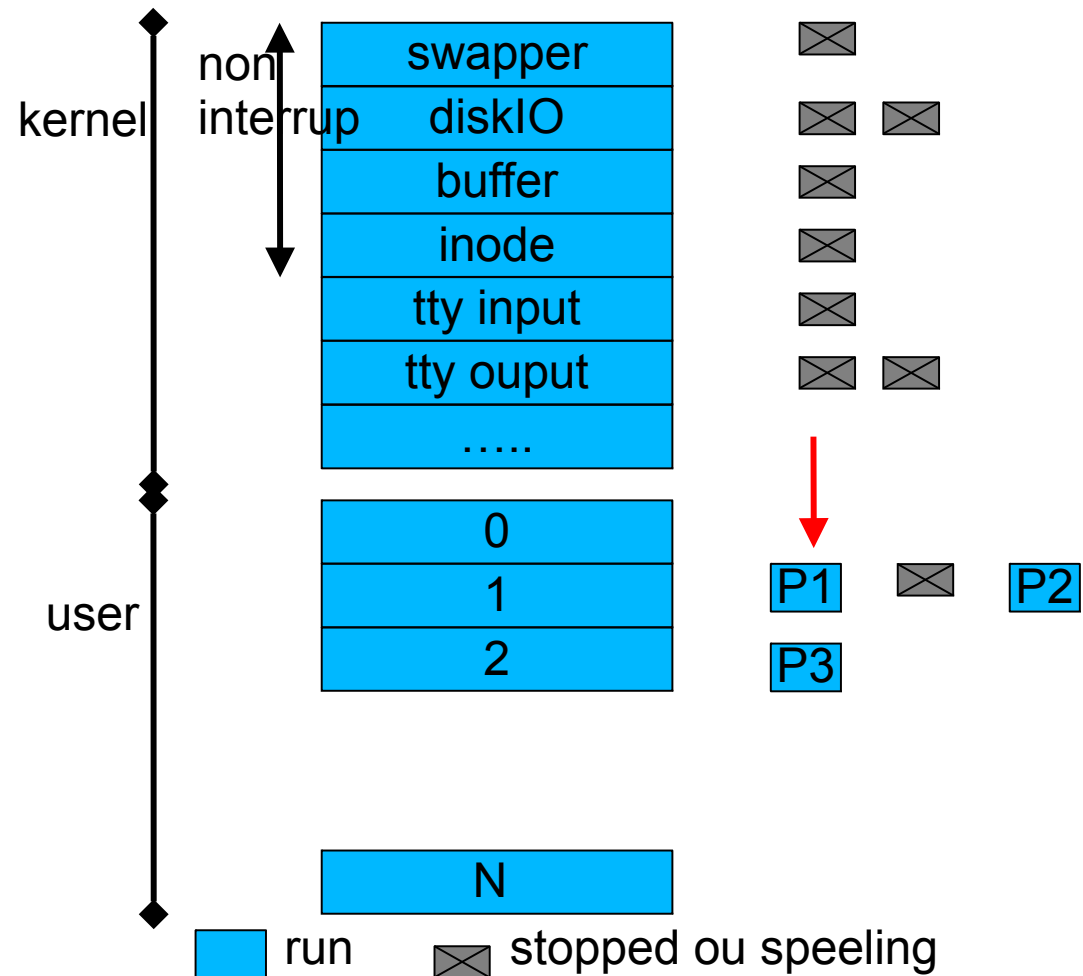 kernel
non
interrup
swapper
diskIO
buffer
inode
tty input
tty ouput
.....
user
0
1
P1
P2
2
P3
N
run
stopped ou speeling